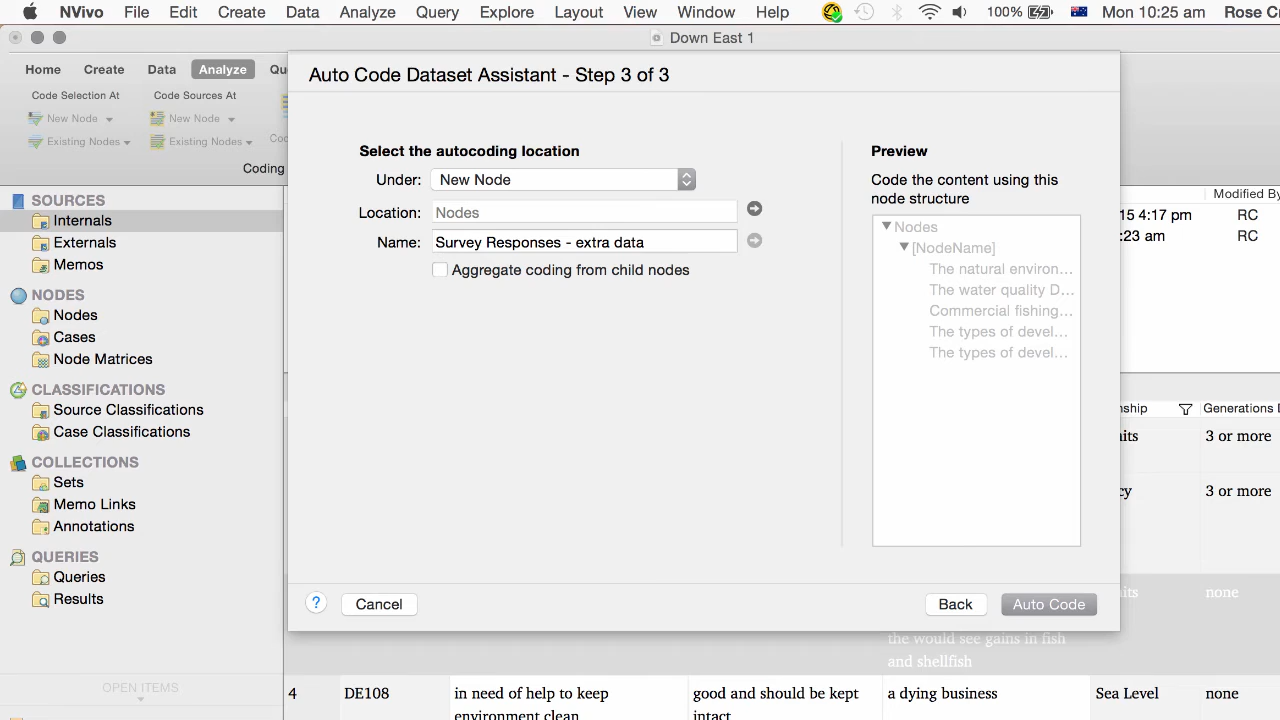 NVivo File Edit Create Data Analyze Query Explore Layout View Window Help 100% Mon 10:25 am Rose
Down East 1
Home Create Data Analyze
Code Selection At Code Sources At
New Node New Node
Existing Nodes Existing Nodes
Coding
SOURCES
Internals
Externals
Memos
NODES
Nodes
Cases
Node Matrices
CLASSIFICATIONS
Source Classifications
Case Classifications
COLLECTIONS
Sets
Memo Links
Annotations
QUERIES
Queries
Results
OPEN ITEMS
Auto Code Dataset Assistant - Step 3 of 3
Select the autocoding location
Under: New Node
Location: Nodes
Name: Survey Responses - extra data
Aggregate coding from child nodes
Preview
Code the content using this
node structure
Nodes
[NodeName]
The natural environ...
The water quality D...
Commercial fishing...
The types of devel...
The types of devel...
? Cancel Back Auto Code
Modified By
15 4:17 pm RC
:23 am RC
Generations
3 or more
3 or more
none
the would see gains in fish
and shellfish
4 DE108 in need of help to keep good and should be kept a dying business Sea Level none
environment clean intact